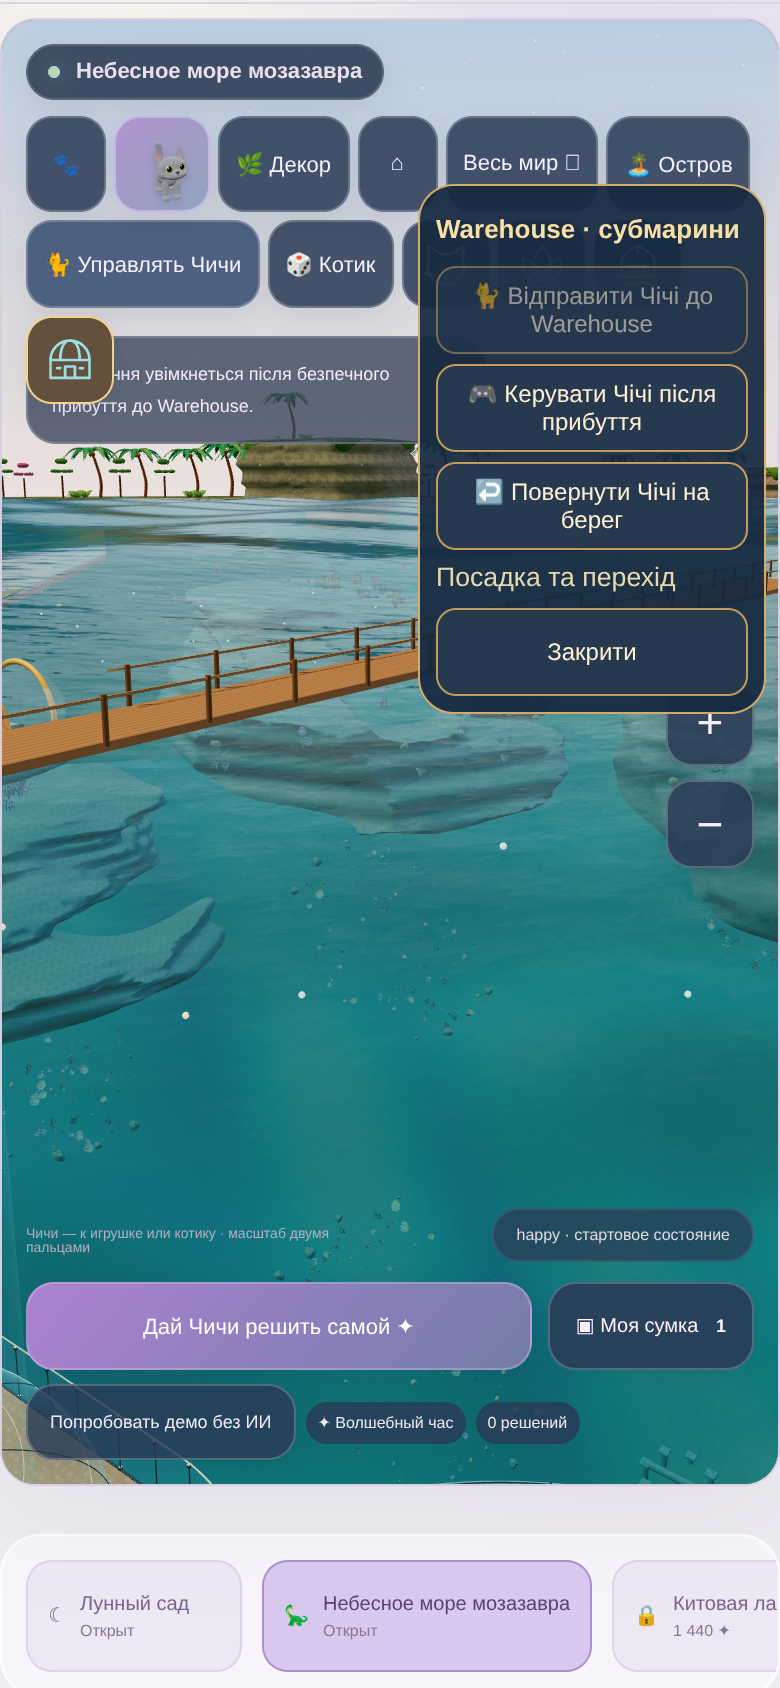 Небесное море мозазавра
🌿 Декор
Весь мир
🏝️ Остров
🐈 Управлять Чичи
🎲 Котик
Warehouse · субмарини
🐈 Відправити Чічі до
Warehouse
🎮 Керувати Чічі після
прибуття
↩️ Повернути Чічі на
берег
Посадка та перехід
Закрити
увімкнеться після безпечного
прибуття до Warehouse.
+
−
Чичи — к игрушке или котику · масштаб двумя
пальцами
happy · стартовое состояние
Дай Чичи решить самой ✦
▣ Моя сумка 1
Попробовать демо без ИИ
✦ Волшебный час
0 решений
☾ Лунный сад
Открыт
🦕 Небесное море мозазавра
Открыт
🔒 Китовая ла
1 440 ✦